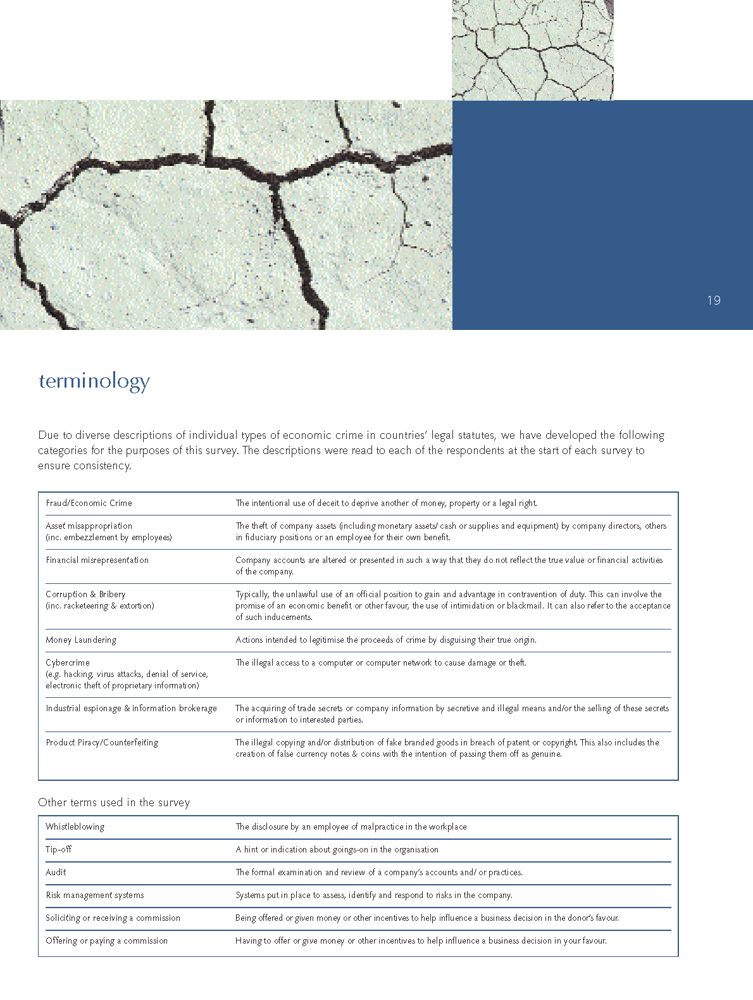 19
terminology
Due to diverse descriptions of individual types of economic crime in countries' legal statutes, we have developed the following
categories for the purposes of this survey. The descriptions were read to each of the respondents at the start of each survey to
ensure consistency.
Fraud/Economic Crime
The intentional use of deceit to deprive another of money, property or a legal right.
Asset misappropriation
(inc. embezzlement by employees)
The theft of company assets (including monetary assets/ cash or supplies and equipment) by company directors, others
in fiduciary positions or an employee for their own benefit.
Financial misrepresentation
Company accounts are altered or presented in such a way that they do not reflect the true value or financial activities
of the company.
Corruption & Bribery
(inc. racketeering & extortion)
Typically, the unlawful use of an official position to gain and advantage in contravention of duty. This can involve the
promise of an economic benefit or other favour, the use of intimidation or blackmail. It can also refer to the acceptance
of such inducements.
Money Laundering
Actions intended to legitimise the proceeds of crime by disguising their true origin.
Cybercrime
(e.g. hacking, virus attacks, denial of service,
electronic theft of proprietary information)
The illegal access to a computer or computer network to cause damage or theft.
Industrial espionage & information brokerage
The acquiring of trade secrets or company information by secretive and illegal means and/or the selling of these secrets
or information to interested parties.
Product Piracy/Counterfeiting
The illegal copying and/or distribution of fake branded goods in breach of patent or copyright. This also includes the
creation of false currency notes & coins with the intention of passing them off as genuine.
Other terms used in the survey
Whistleblowing
The disclosure by an employee of malpractice in the workplace
Tip-off
A hint or indication about goings-on in the organisation
Audit
The formal examination and review of a company's accounts and/ or practices.
Risk management systems
Systems put in place to assess, identify and respond to risks in the company.
Soliciting or receiving a commission
Being offered or given money or other incentives to help influence a business decision in the donor's favour.
Offering or paying a commission
Having to offer or give money or other incentives to help influence a business decision in your favour.